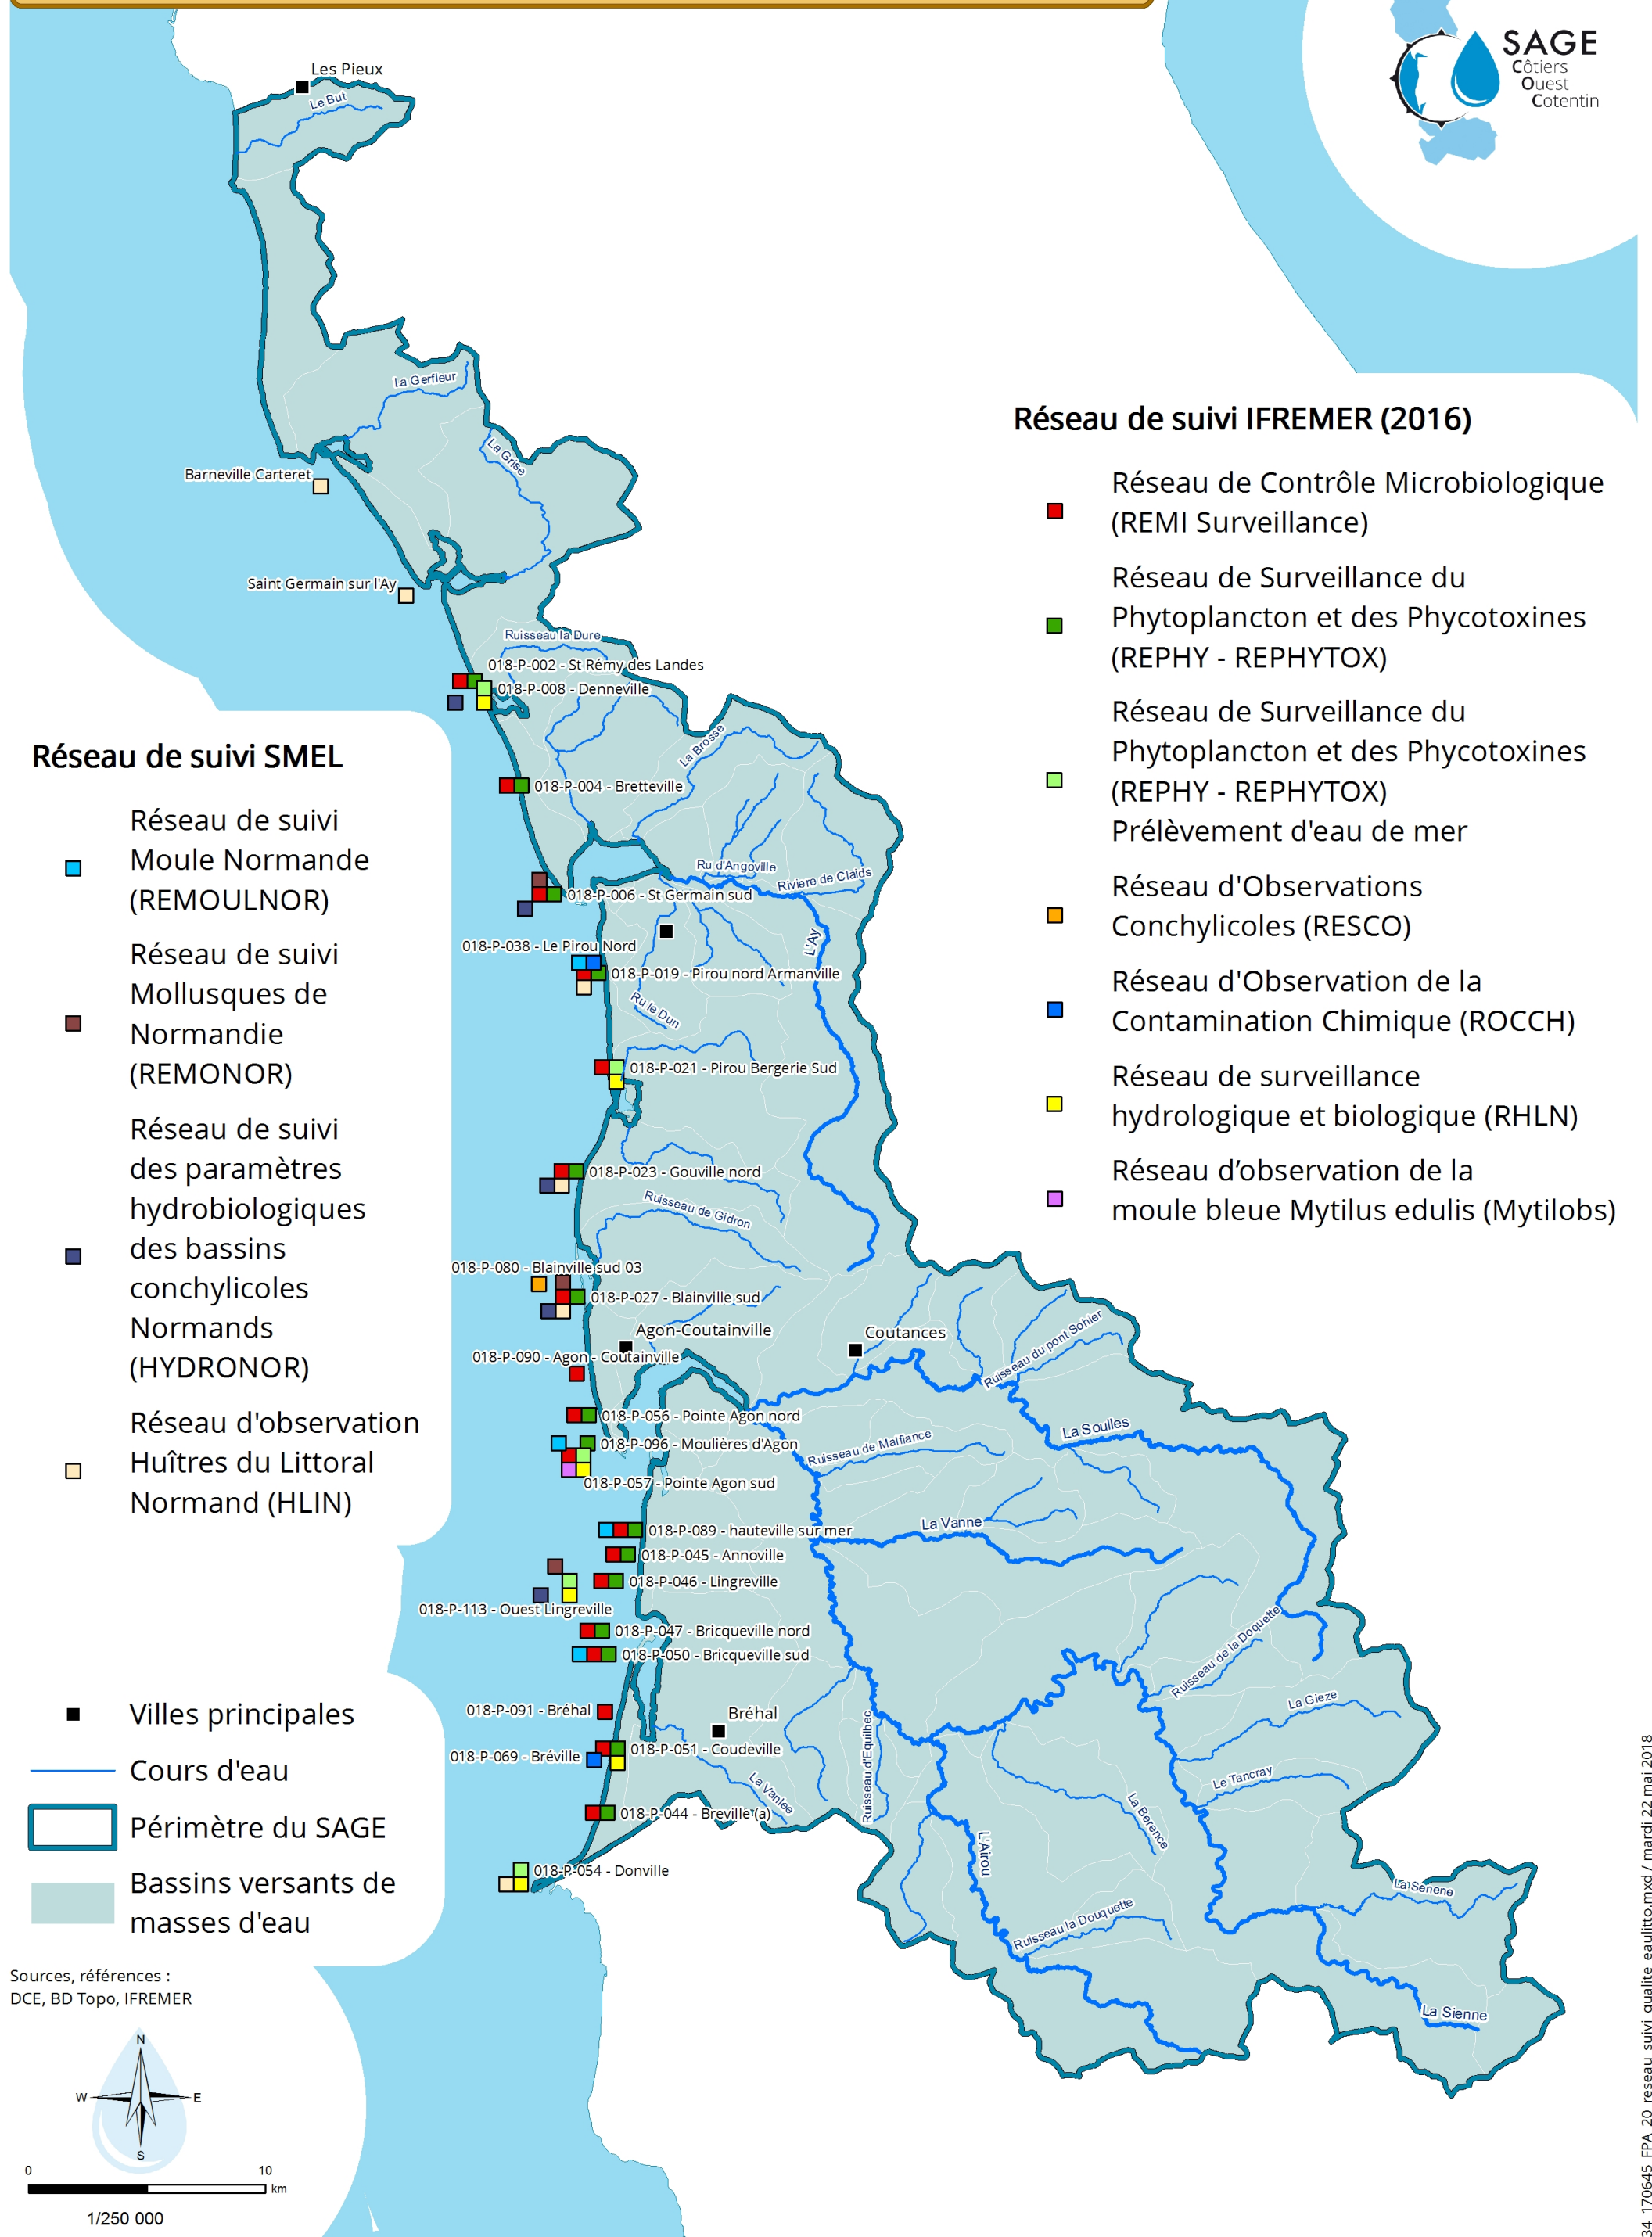 SAGE
Côtiers
Ouest
Cotentin
Les Pieux
Le But
La Gerfleur
La Grise
Barneville Carteret
Saint Germain sur l'Ay
Ruisseau la Dure
018-P-002 - St Rémy des Landes
018-P-008 - Denneville
La Brosse
018-P-004 - Bretteville
Ru d'Angoville
Riviere de Claids
018-P-006 - St Germain sud
L'Ay
018-P-038 - Le Pirou Nord
018-P-019 - Pirou nord Armanville
Ru le Dun
018-P-021 - Pirou Bergerie Sud
018-P-023 - Gouville nord
Ruisseau de Gidron
018-P-080 - Blainville sud 03
018-P-027 - Blainville sud
Agon-Coutainville
Coutances
018-P-090 - Agon - Coutainville
Ruisseau du pont Sohier
018-P-056 - Pointe Agon nord
La Soulles
018-P-096 - Moulières d'Agon
Ruisseau de Malfiance
018-P-057 - Pointe Agon sud
La Vanne
018-P-089 - hauteville sur mer
018-P-045 - Annoville
018-P-046 - Lingreville
018-P-113 - Ouest Lingreville
018-P-047 - Bricqueville nord
018-P-050 - Bricqueville sud
Ruisseau de la Doquette
La Gieze
018-P-091 - Bréhal
Bréhal
018-P-051 - Coudeville
018-P-069 - Bréville
Ruisseau d'Equilbec
La Vanlee
Le Tancray
La Berence
018-P-044 - Breville (a)
L'Airou
018-P-054 - Donville
La Senene
Ruisseau la Douquette
La Sienne
Réseau de suivi IFREMER (2016)
Réseau de Contrôle Microbiologique
(REMI Surveillance)
Réseau de Surveillance du
Phytoplancton et des Phycotoxines
(REPHY - REPHYTOX)
Réseau de Surveillance du
Phytoplancton et des Phycotoxines
(REPHY - REPHYTOX)
Prélèvement d'eau de mer
Réseau d'Observations
Conchylicoles (RESCO)
Réseau d'Observation de la
Contamination Chimique (ROCCH)
Réseau de surveillance
hydrologique et biologique (RHLN)
Réseau d’observation de la
moule bleue Mytilus edulis (Mytilobs)
Réseau de suivi SMEL
Réseau de suivi
Moule Normande
(REMOULNOR)
Réseau de suivi
Mollusques de
Normandie
(REMONOR)
Réseau de suivi
des paramètres
hydrobiologiques
des bassins
conchylicoles
Normands
(HYDRONOR)
Réseau d'observation
Huîtres du Littoral
Normand (HLIN)
Villes principales
Cours d'eau
Périmètre du SAGE
Bassins versants de
masses d'eau
Sources, références :
DCE, BD Topo, IFREMER
N
W
E
S
0
10
km
1/250 000
34_170645_FPA_20_reseau_suivi_qualite_eaulitto.mxd / mardi 22 mai 2018